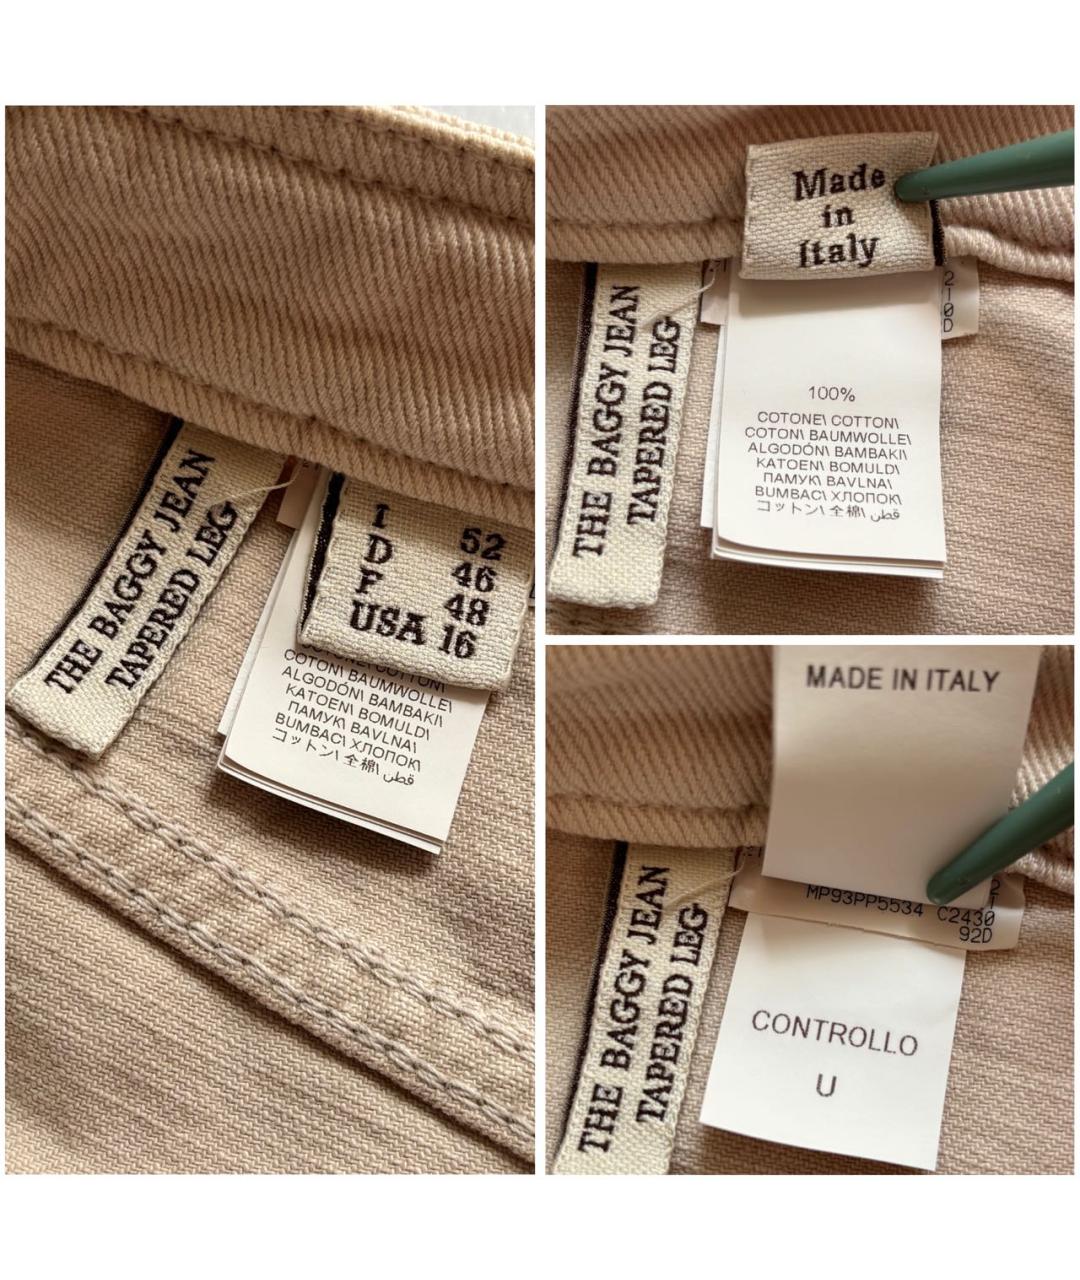 THE BAGGY JEAN
TAPERED LEG
I 52
D 46
F 48
USA 16
COTONI BAUMWOLLE\
ALGODÓN\ BAMBAKI\
KATOEN\ BOMULD\
ПАМУК\ BAVLNA\
BUMBAC\ ХЛОПОК\
コットン\ 全棉\ قطن
Made
in
Italy
THE BAGGY JEAN
TAPERED LEG
100%
COTONE\ COTTON\
COTON\ BAUMWOLLE\
ALGODÓN\ BAMBAKI\
KATOEN\ BOMULD\
ПАМУК\ BAVLNA\
BUMBAC\ ХЛОПОК\
コットン\ 全棉\ قطن
MADE IN ITALY
MP93PP5534 C2430
92D
THE BAGGY JEAN
TAPERED LEG
CONTROLLO
U